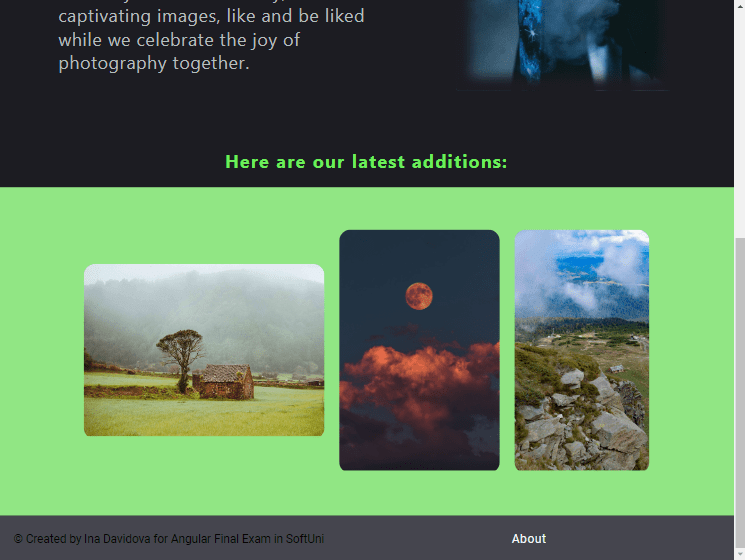 captivating images, like and be liked
while we celebrate the joy of
photography together.
Here are our latest additions:
© Created by Ina Davidova for Angular Final Exam in SoftUni
About